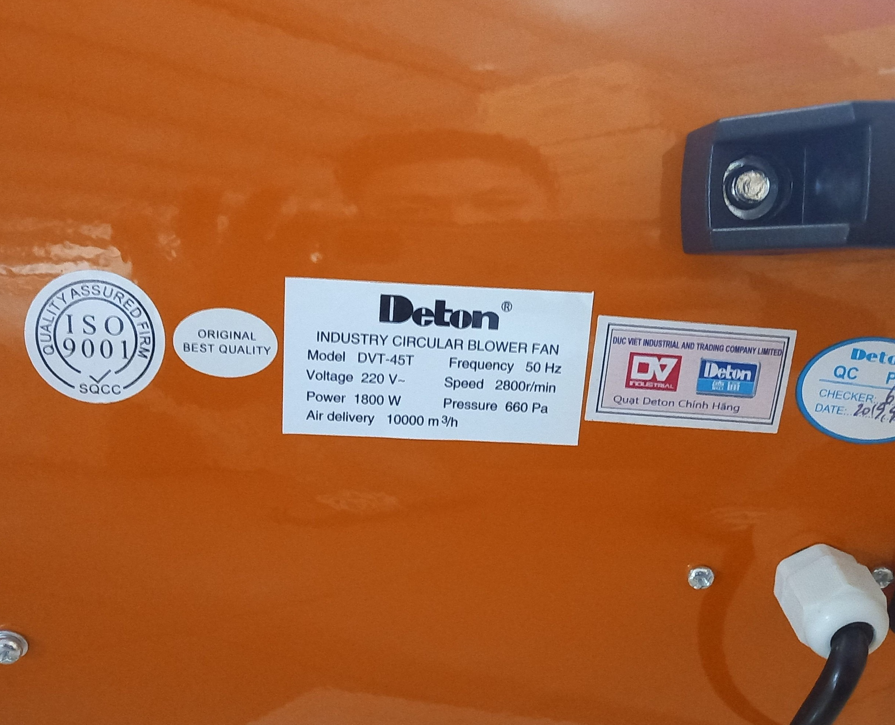 QUALITY ASSURED FIRM
ISO
9001
SQCC
ORIGINAL
BEST QUALITY
Deton®
INDUSTRY CIRCULAR BLOWER FAN
Model DVT-45T Frequency 50 Hz
Voltage 220 V~ Speed 2800r/min
Power 1800 W Pressure 660 Pa
Air delivery 10000 m³/h
DUC VIET INDUSTRIAL AND TRADING COMPANY LIMITED
DV
INDUSTRIAL
Deton
Quạt Deton Chính Hãng
QC
CHECKER
DATE: